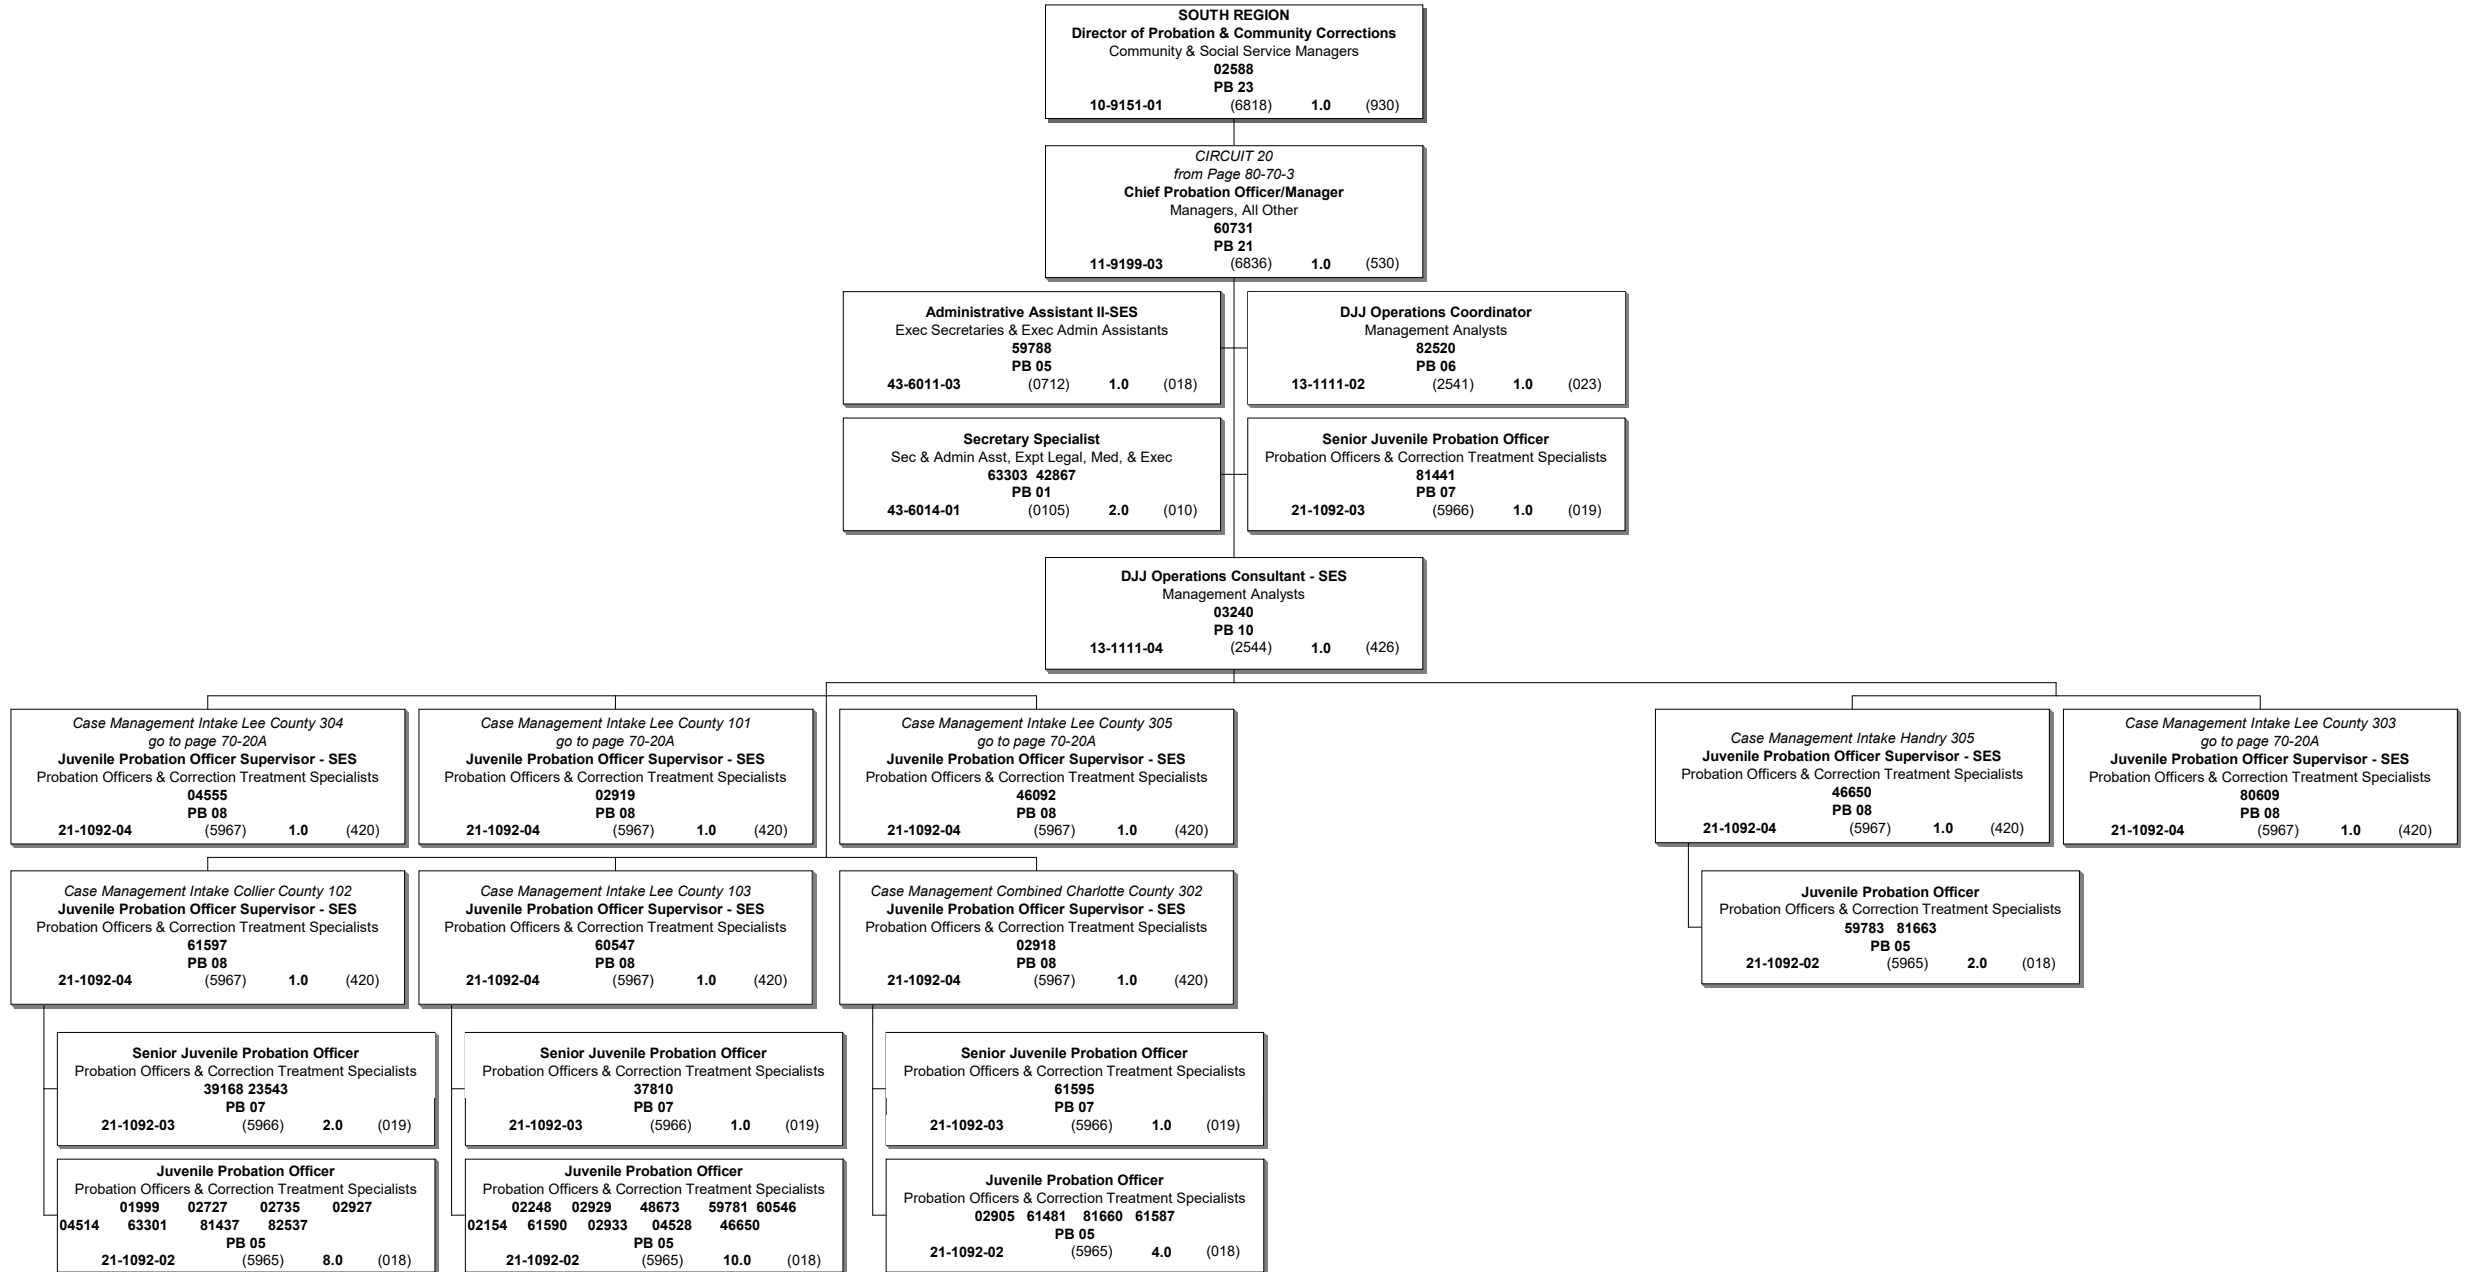 SOUTH REGION
Director of Probation & Community Corrections
Community & Social Service Managers
02588
PB 23
10-9151-01 (6818) 1.0 (930)
CIRCUIT 20
from Page 80-70-3
Chief Probation Officer/Manager
Managers, All Other
60731
PB 21
11-9199-03 (6836) 1.0 (530)
Administrative Assistant II-SES
Exec Secretaries & Exec Admin Assistants
59788
PB 05
43-6011-03 (0712) 1.0 (018)
DJJ Operations Coordinator
Management Analysts
82520
PB 06
13-1111-02 (2541) 1.0 (023)
Secretary Specialist
Sec & Admin Asst, Expt Legal, Med, & Exec
63303 42867
PB 01
43-6014-01 (0105) 2.0 (010)
Senior Juvenile Probation Officer
Probation Officers & Correction Treatment Specialists
81441
PB 07
21-1092-03 (5966) 1.0 (019)
DJJ Operations Consultant - SES
Management Analysts
03240
PB 10
13-1111-04 (2544) 1.0 (426)
Case Management Intake Lee County 304
go to page 70-20A
Juvenile Probation Officer Supervisor - SES
Probation Officers & Correction Treatment Specialists
04555
PB 08
21-1092-04 (5967) 1.0 (420)
Case Management Intake Lee County 101
go to page 70-20A
Juvenile Probation Officer Supervisor - SES
Probation Officers & Correction Treatment Specialists
02919
PB 08
21-1092-04 (5967) 1.0 (420)
Case Management Intake Lee County 305
go to page 70-20A
Juvenile Probation Officer Supervisor - SES
Probation Officers & Correction Treatment Specialists
46092
PB 08
21-1092-04 (5967) 1.0 (420)
Case Management Intake Handry 305
Juvenile Probation Officer Supervisor - SES
Probation Officers & Correction Treatment Specialists
46650
PB 08
21-1092-04 (5967) 1.0 (420)
Case Management Intake Lee County 303
go to page 70-20A
Juvenile Probation Officer Supervisor - SES
Probation Officers & Correction Treatment Specialists
80609
PB 08
21-1092-04 (5967) 1.0 (420)
Case Management Intake Collier County 102
Juvenile Probation Officer Supervisor - SES
Probation Officers & Correction Treatment Specialists
61597
PB 08
21-1092-04 (5967) 1.0 (420)
Case Management Intake Lee County 103
Juvenile Probation Officer Supervisor - SES
Probation Officers & Correction Treatment Specialists
60547
PB 08
21-1092-04 (5967) 1.0 (420)
Case Management Combined Charlotte County 302
Juvenile Probation Officer Supervisor - SES
Probation Officers & Correction Treatment Specialists
02918
PB 08
21-1092-04 (5967) 1.0 (420)
Juvenile Probation Officer
Probation Officers & Correction Treatment Specialists
59783 81663
PB 05
21-1092-02 (5965) 2.0 (018)
Senior Juvenile Probation Officer
Probation Officers & Correction Treatment Specialists
39168 23543
PB 07
21-1092-03 (5966) 2.0 (019)
Senior Juvenile Probation Officer
Probation Officers & Correction Treatment Specialists
37810
PB 07
21-1092-03 (5966) 1.0 (019)
Senior Juvenile Probation Officer
Probation Officers & Correction Treatment Specialists
61595
PB 07
21-1092-03 (5966) 1.0 (019)
Juvenile Probation Officer
Probation Officers & Correction Treatment Specialists
01999 02727 02735 02927
04514 63301 81437 82537
PB 05
21-1092-02 (5965) 8.0 (018)
Juvenile Probation Officer
Probation Officers & Correction Treatment Specialists
02248 02929 48673 59781 60546
02154 61590 02933 04528 46650
PB 05
21-1092-02 (5965) 10.0 (018)
Juvenile Probation Officer
Probation Officers & Correction Treatment Specialists
02905 61481 81660 61587
PB 05
21-1092-02 (5965) 4.0 (018)